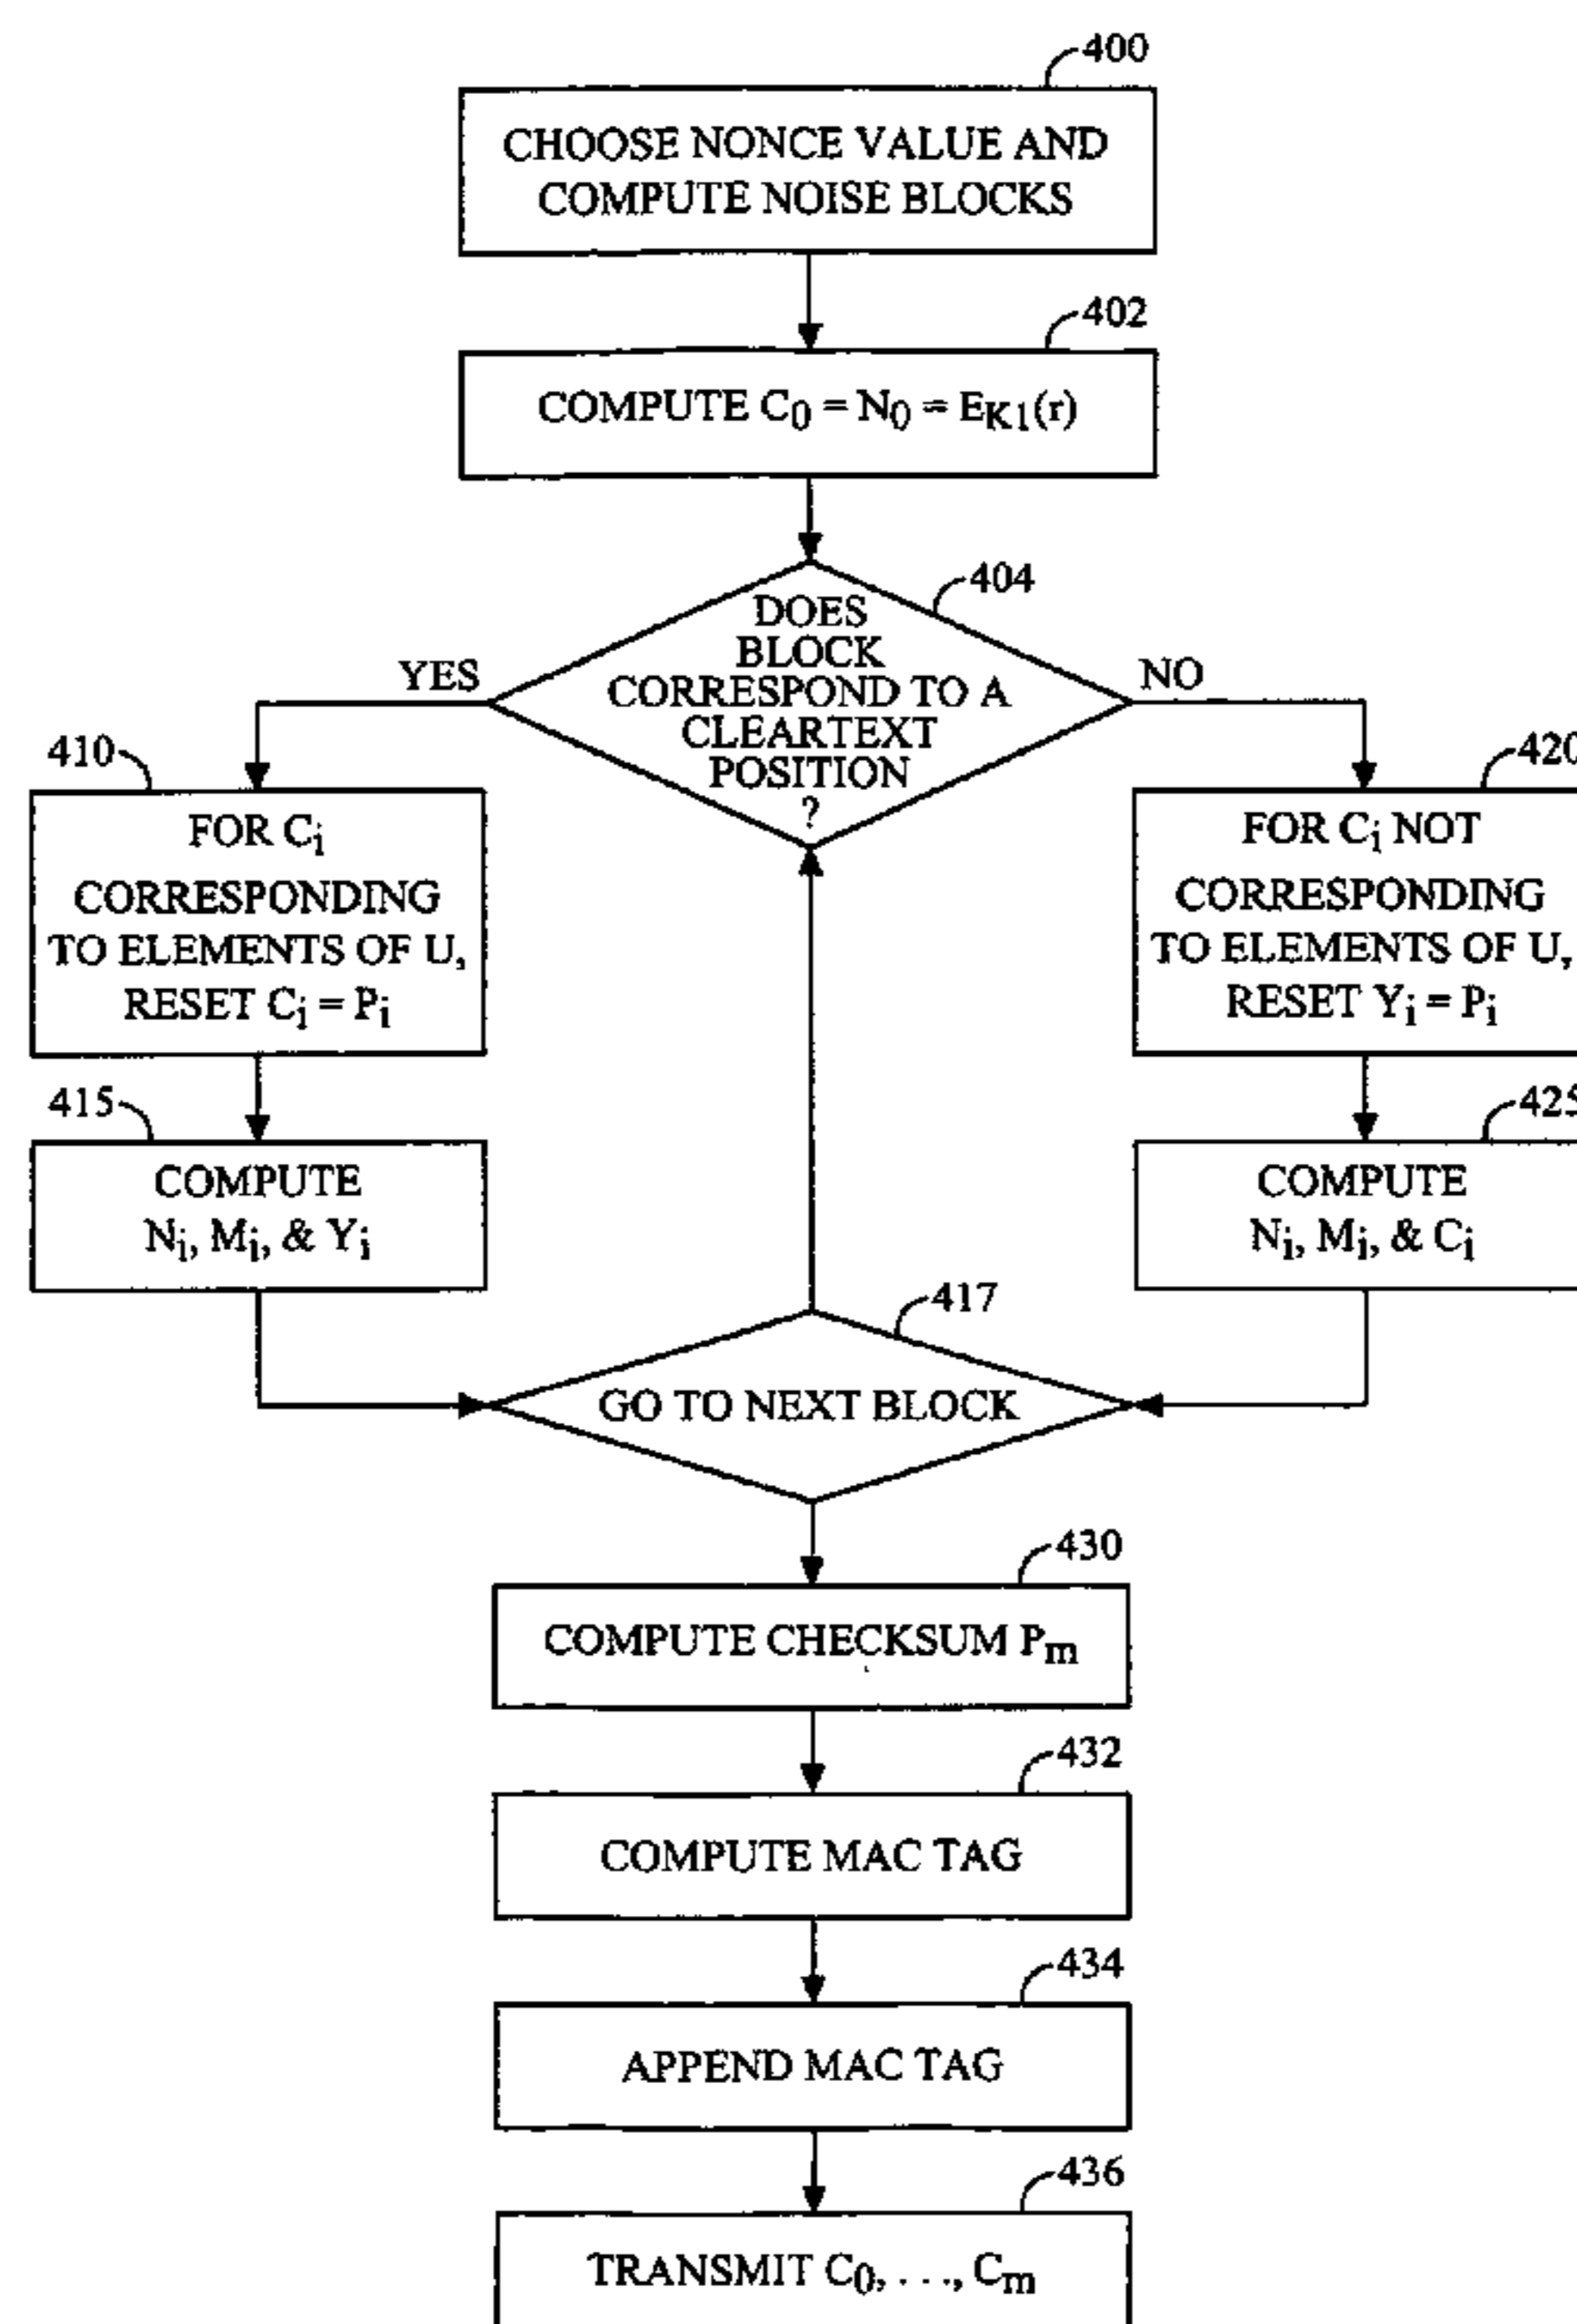 400
CHOOSE NONCE VALUE AND
COMPUTE NOISE BLOCKS
402
COMPUTE C0 = N0 = EK1(r)
404
DOES
BLOCK
CORRESPOND TO A
CLEARTEXT
POSITION
?
YES
NO
410
FOR Ci
CORRESPONDING
TO ELEMENTS OF U,
RESET Ci = Pi
420
FOR Ci NOT
CORRESPONDING
TO ELEMENTS OF U,
RESET Yi = Pi
415
COMPUTE
Ni, Mi, & Yi
425
COMPUTE
Ni, Mi, & Ci
417
GO TO NEXT BLOCK
430
COMPUTE CHECKSUM Pm
432
COMPUTE MAC TAG
434
APPEND MAC TAG
436
TRANSMIT C0, . . ., Cm